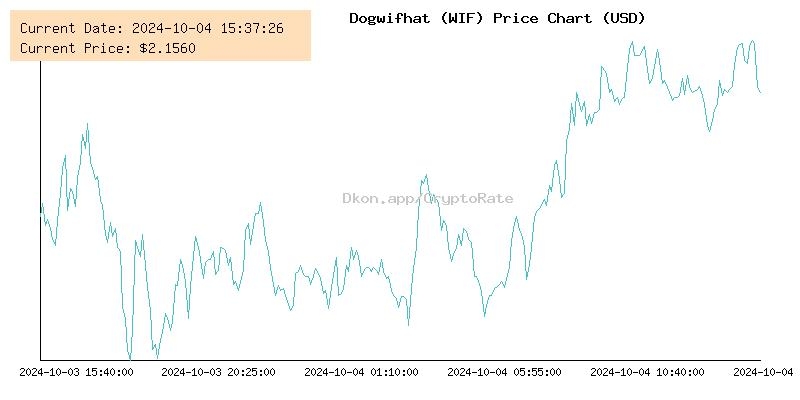 Dogwifhat (WIF) Price Chart (USD)
Current Date: 2024-10-04 15:37:26
Current Price: $2.1560
Dkon.app/CryptoRate
2024-10-03 15:40:00 2024-10-03 20:25:00 2024-10-04 01:10:00 2024-10-04 05:55:00 2024-10-04 10:40:00 2024-10-04